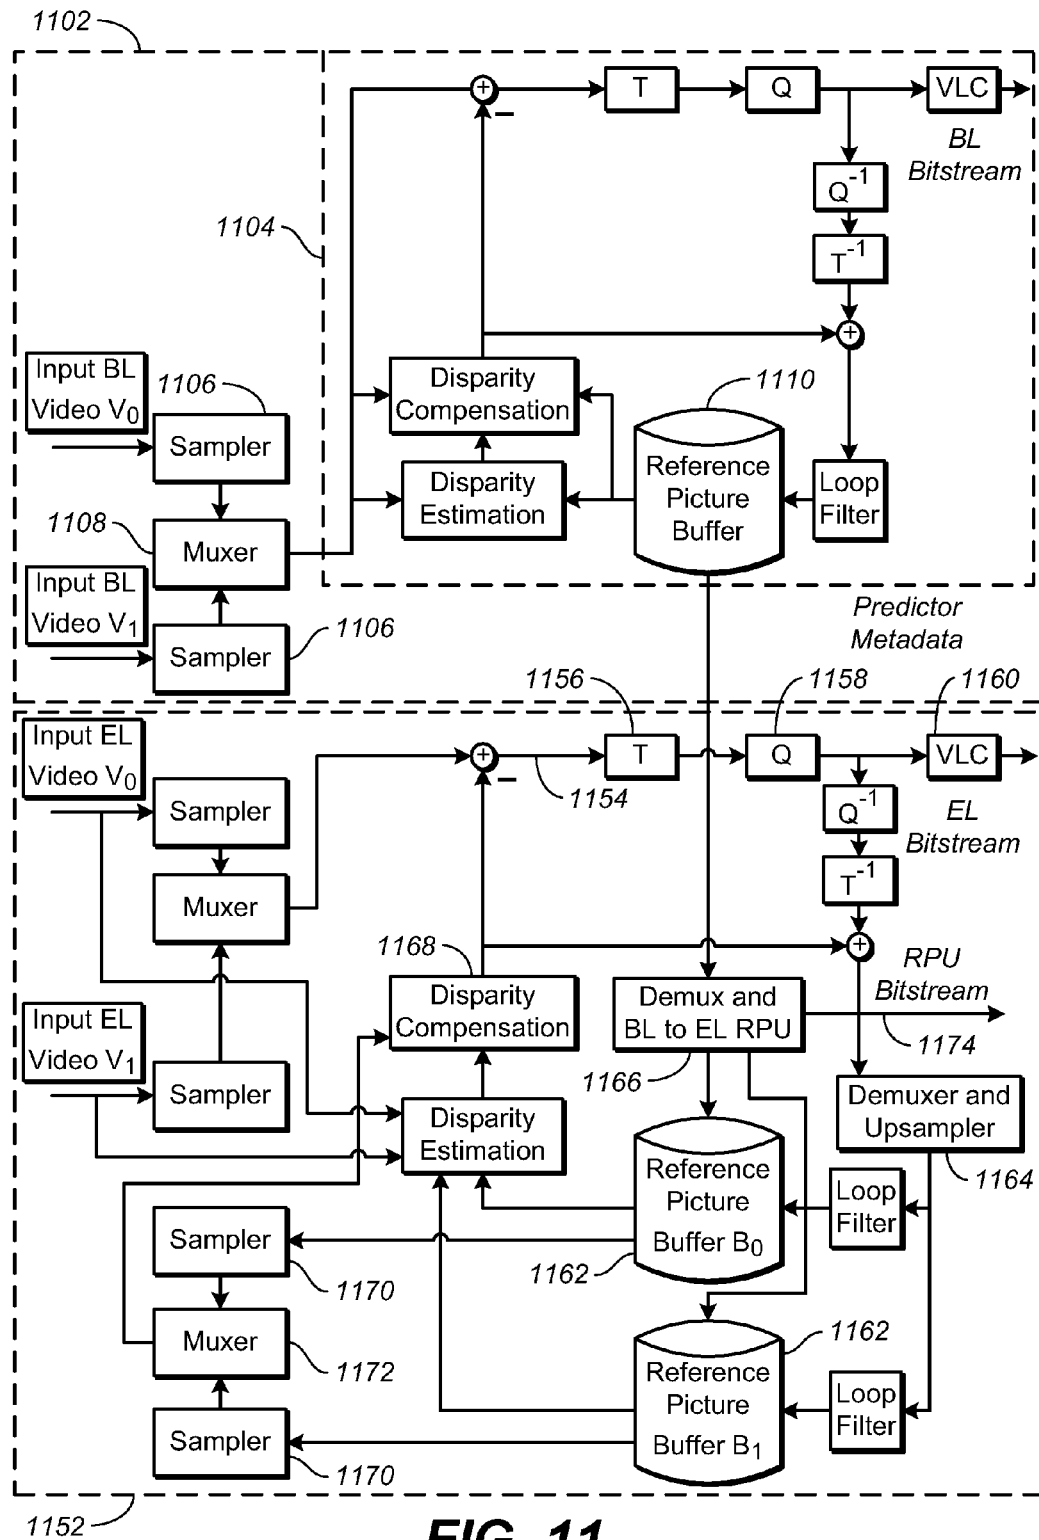 1102
T
Q
VLC
BL
Bitstream
Q-1
T-1
1104
+
−
+
Input BL
Video V0
1106
Sampler
Disparity
Compensation
1110
Disparity
Estimation
Reference
Picture
Buffer
Loop
Filter
1108
Muxer
Input BL
Video V1
Sampler
1106
Predictor
Metadata
1156
1158
1160
Input EL
Video V0
+
−
1154
T
Q
VLC
Sampler
Q-1
EL
Bitstream
Muxer
T-1
1168
+
RPU
Bitstream
Disparity
Compensation
Demux and
BL to EL RPU
1174
Input EL
Video V1
1166
Sampler
Disparity
Estimation
Demuxer and
Upsampler
1164
Reference
Picture
Buffer B0
Loop
Filter
Sampler
1162
1170
Muxer
1172
1162
Reference
Picture
Buffer B1
Loop
Filter
Sampler
1170
1152
FIG. 11